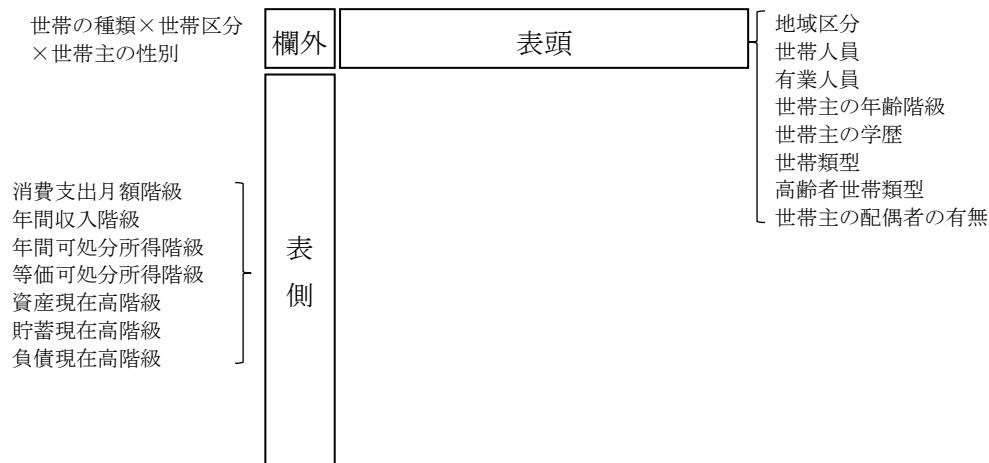 世帯の種類×世帯区分
×世帯主の性別
欄外
表頭
地域区分
世帯人員
有業人員
世帯主の年齢階級
世帯主の学歴
世帯類型
高齢者世帯類型
世帯主の配偶者の有無
消費支出月額階級
年間収入階級
年間可処分所得階級
等価可処分所得階級
資産現在高階級
貯蓄現在高階級
負債現在高階級
表側